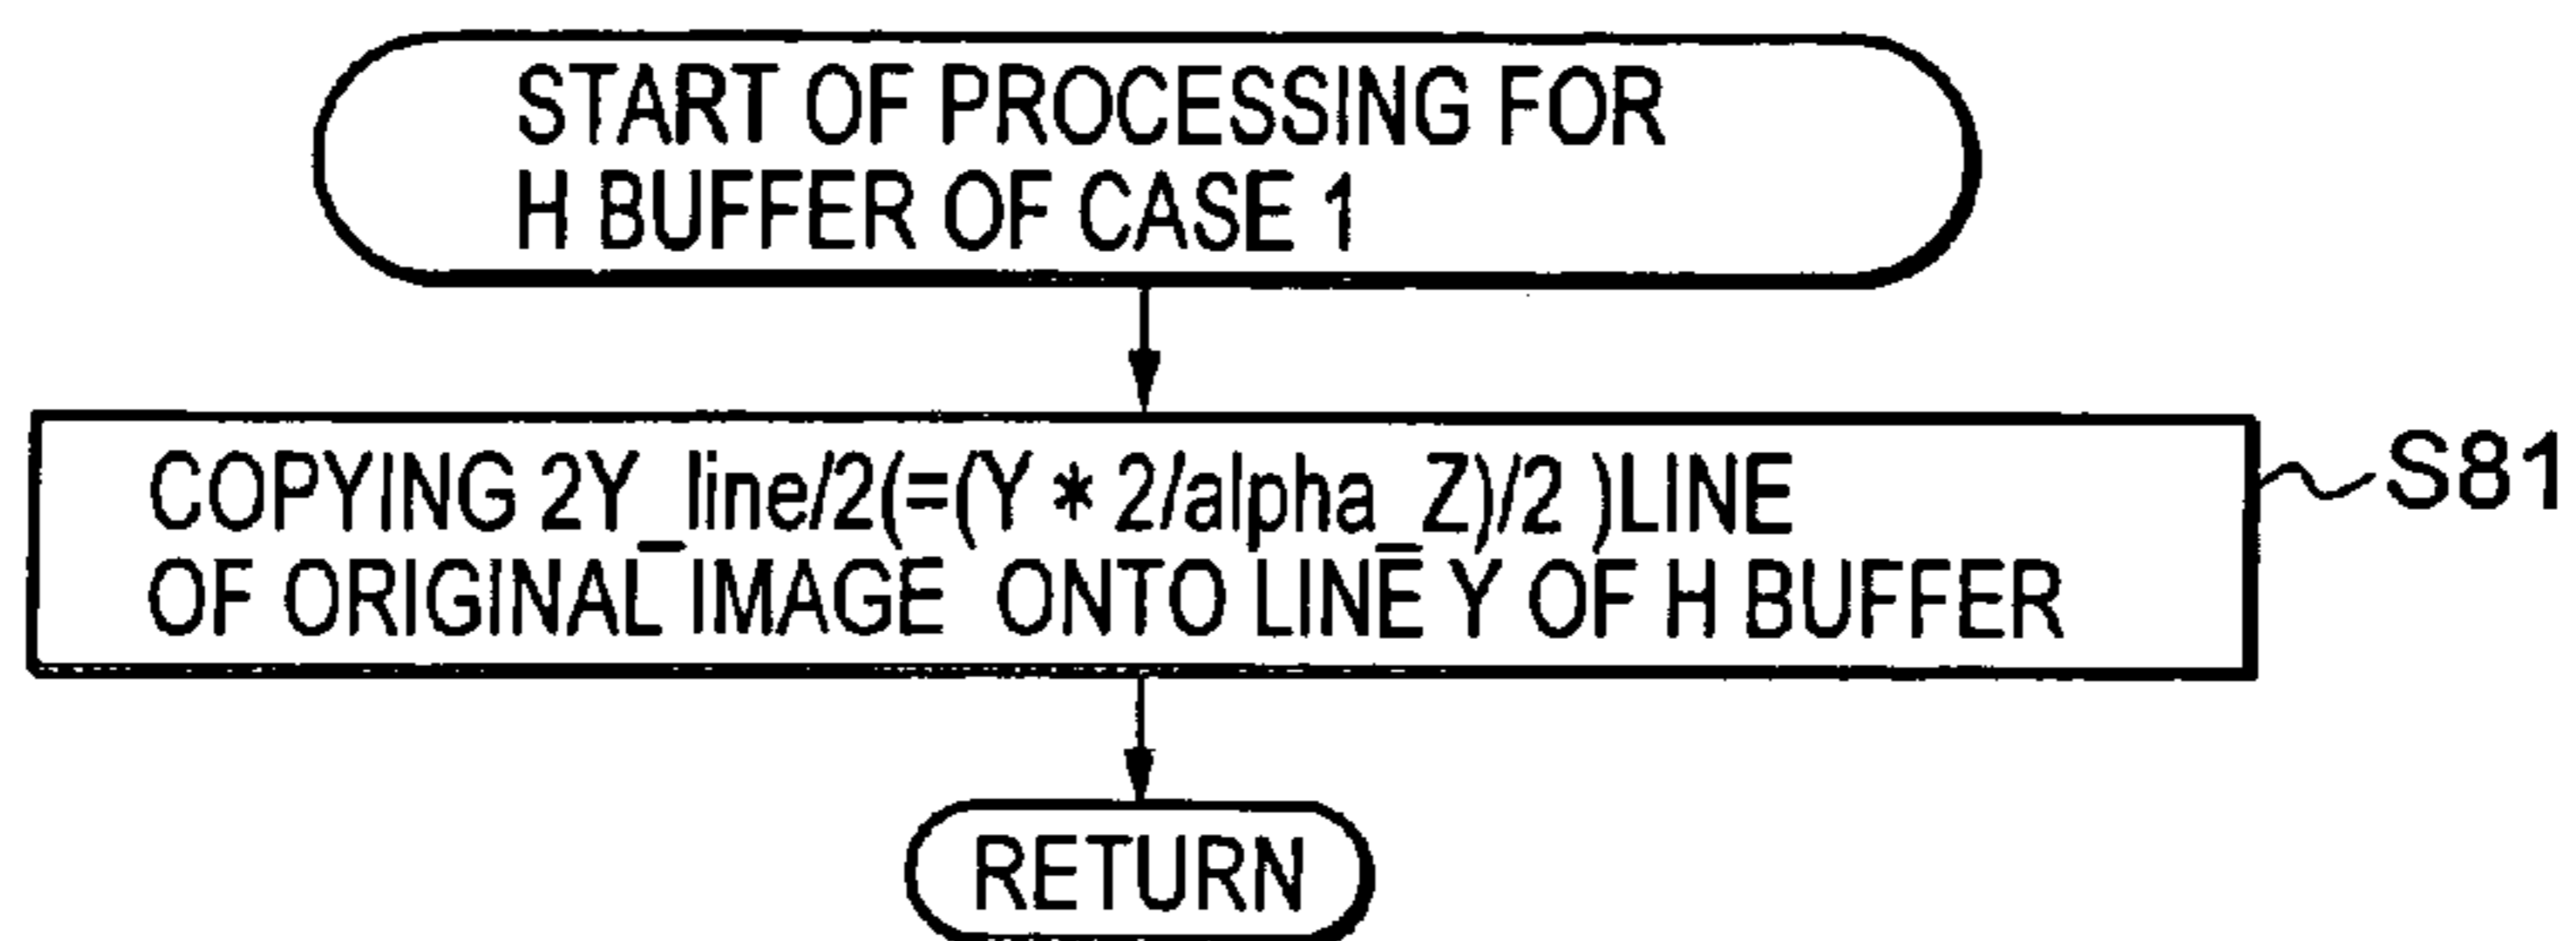 START OF PROCESSING FOR
H BUFFER OF CASE 1
COPYING 2Y_line/2(=(Y * 2/alpha_Z)/2 )LINE
OF ORIGINAL IMAGE ONTO LINE Y OF H BUFFER
S81
RETURN